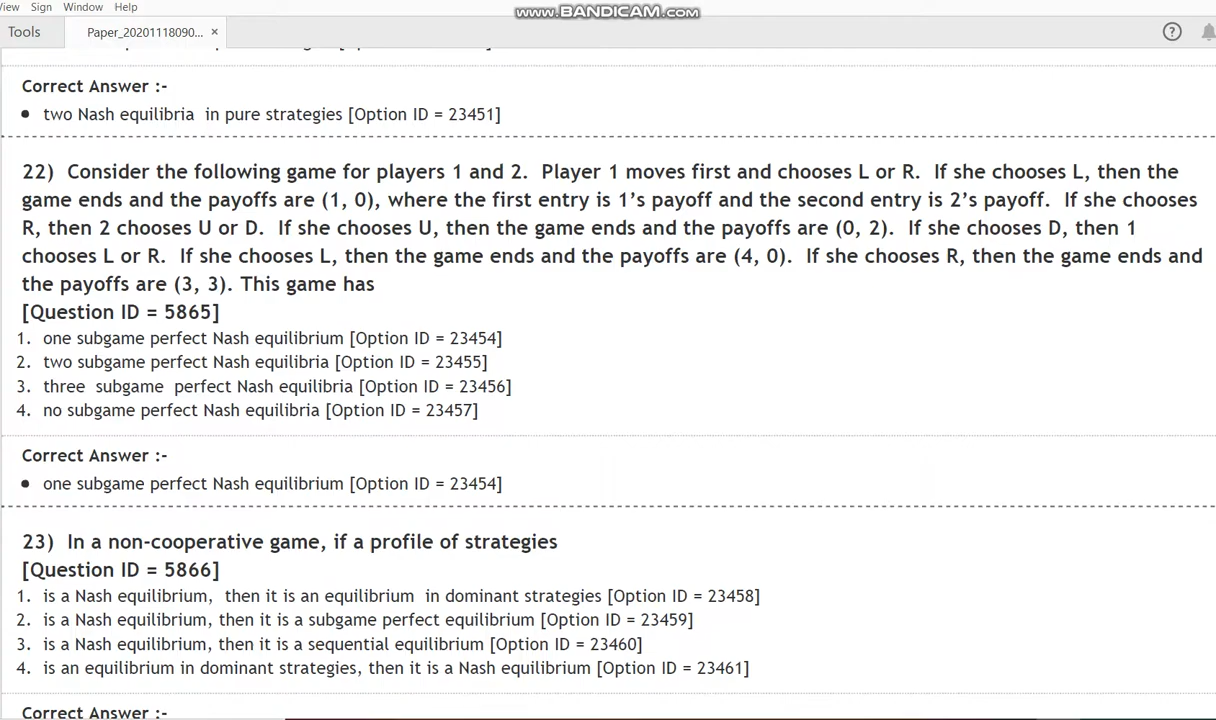 View Sign Window Help
www.BANDICAM.com
Tools Paper_20201118090... ×
Correct Answer :-
• two Nash equilibria in pure strategies [Option ID = 23451]
22) Consider the following game for players 1 and 2. Player 1 moves first and chooses L or R. If she chooses L, then the
game ends and the payoffs are (1, 0), where the first entry is 1’s payoff and the second entry is 2’s payoff. If she chooses
R, then 2 chooses U or D. If she chooses U, then the game ends and the payoffs are (0, 2). If she chooses D, then 1
chooses L or R. If she chooses L, then the game ends and the payoffs are (4, 0). If she chooses R, then the game ends and
the payoffs are (3, 3). This game has
[Question ID = 5865]
1. one subgame perfect Nash equilibrium [Option ID = 23454]
2. two subgame perfect Nash equilibria [Option ID = 23455]
3. three subgame perfect Nash equilibria [Option ID = 23456]
4. no subgame perfect Nash equilibria [Option ID = 23457]
Correct Answer :-
• one subgame perfect Nash equilibrium [Option ID = 23454]
23) In a non-cooperative game, if a profile of strategies
[Question ID = 5866]
1. is a Nash equilibrium, then it is an equilibrium in dominant strategies [Option ID = 23458]
2. is a Nash equilibrium, then it is a subgame perfect equilibrium [Option ID = 23459]
3. is a Nash equilibrium, then it is a sequential equilibrium [Option ID = 23460]
4. is an equilibrium in dominant strategies, then it is a Nash equilibrium [Option ID = 23461]
Correct Answer :-